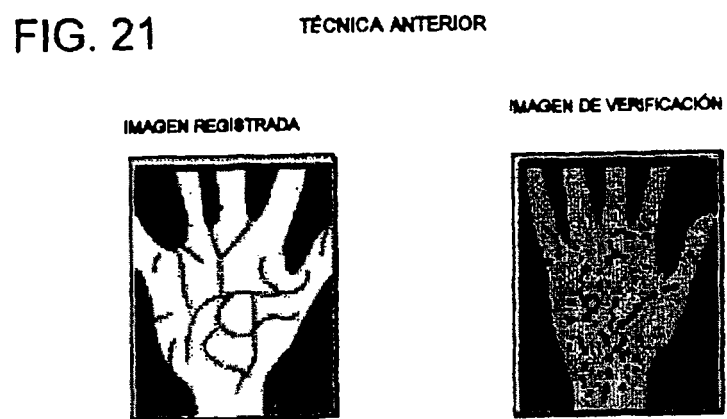 FIG. 21
TÉCNICA ANTERIOR
IMAGEN REGISTRADA
IMAGEN DE VERIFICACIÓN